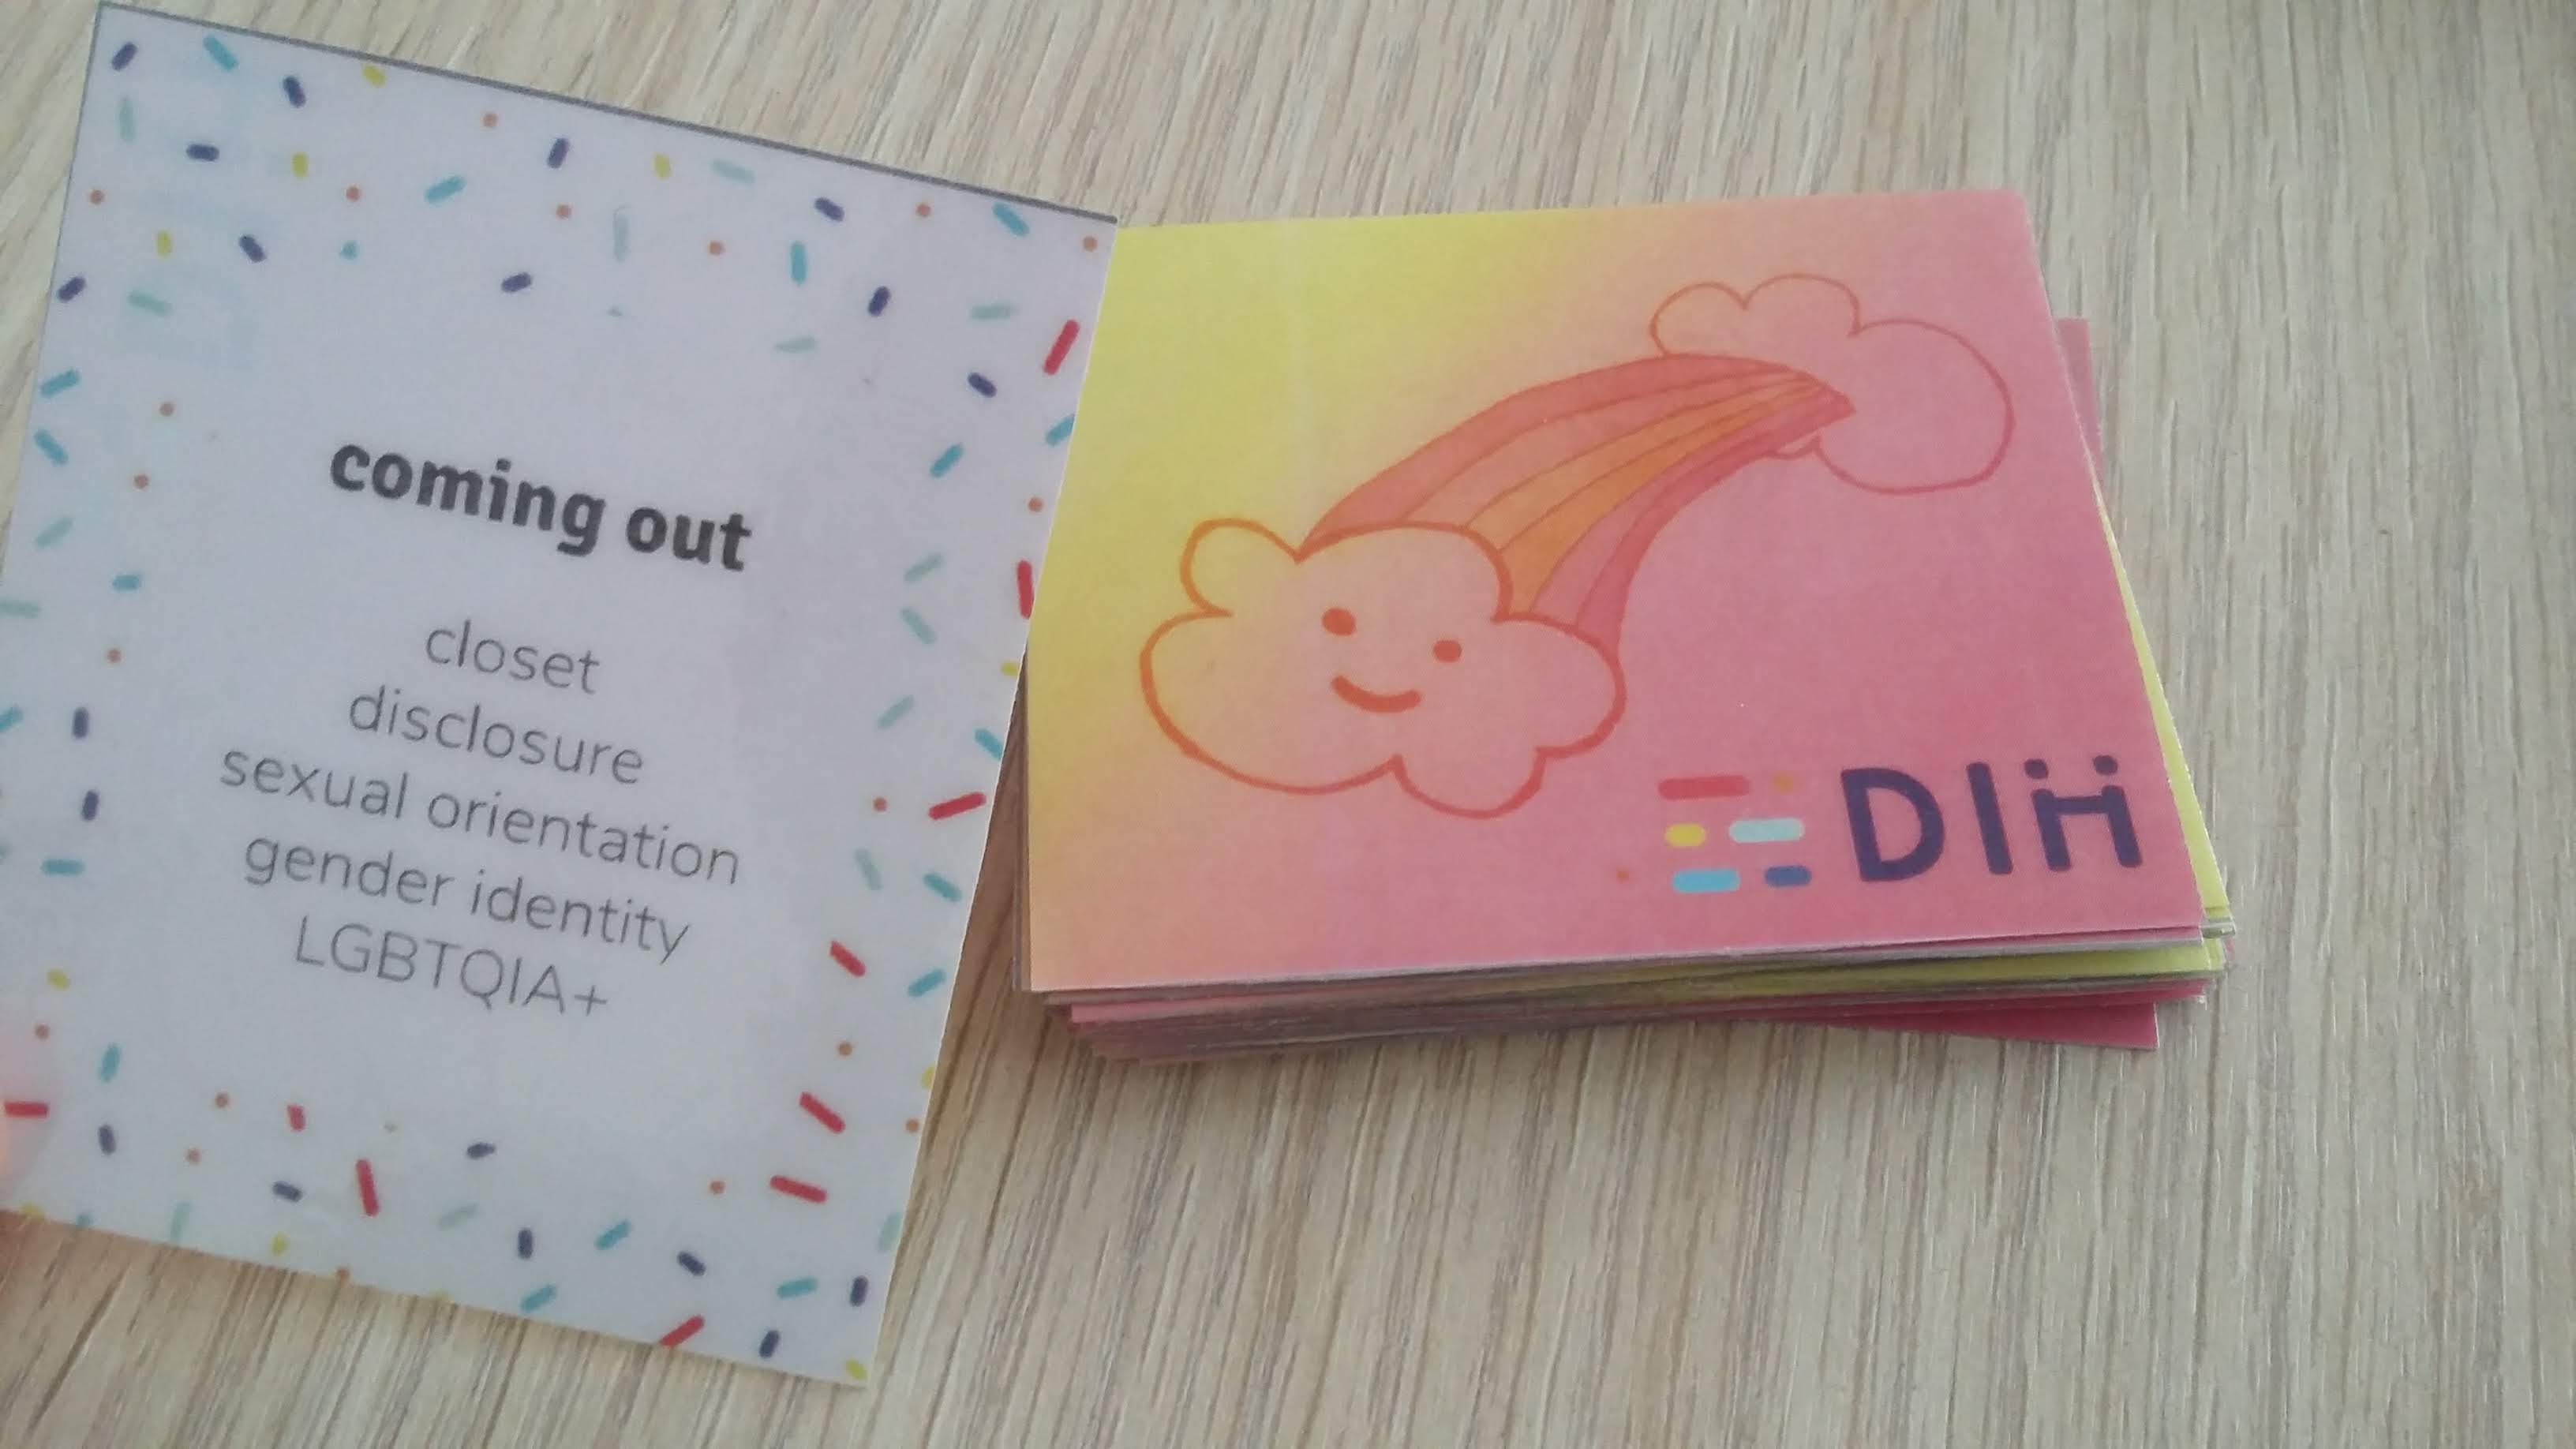 coming out
closet
disclosure
sexual orientation
gender identity
LGBTQIA+
DIH